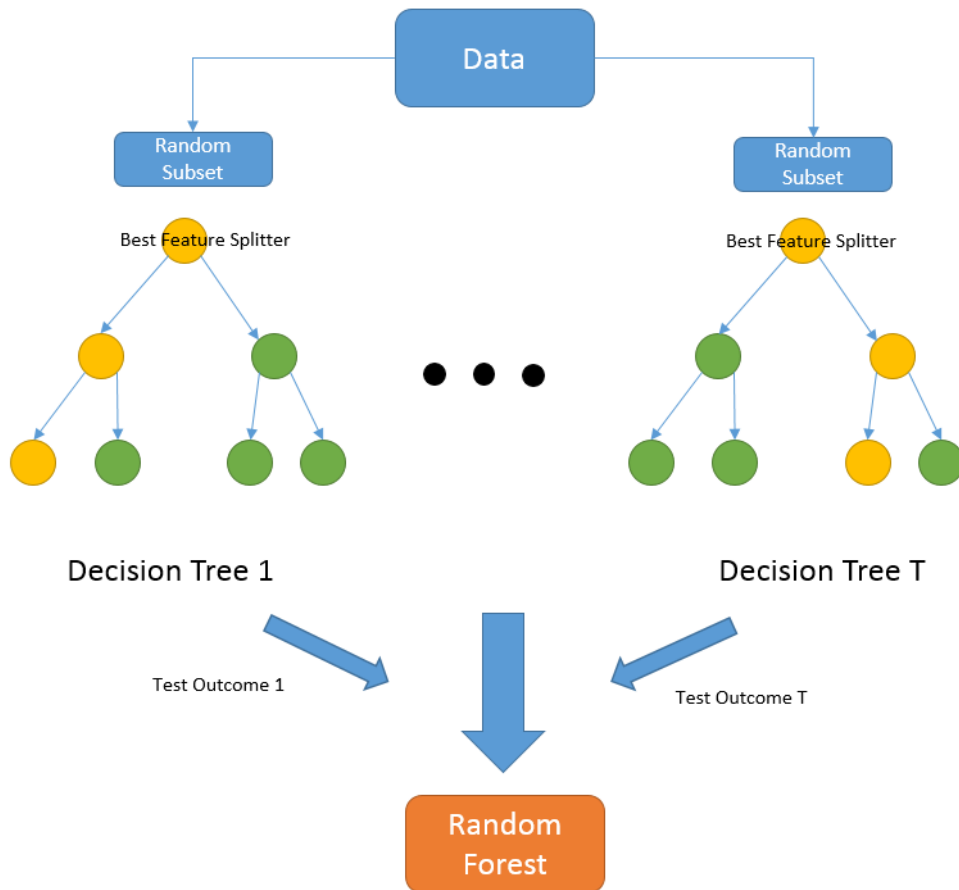 Data
Random
Subset
Random
Subset
Best Feature Splitter
Best Feature Splitter
Decision Tree 1
Decision Tree T
Test Outcome 1
Test Outcome T
Random
Forest